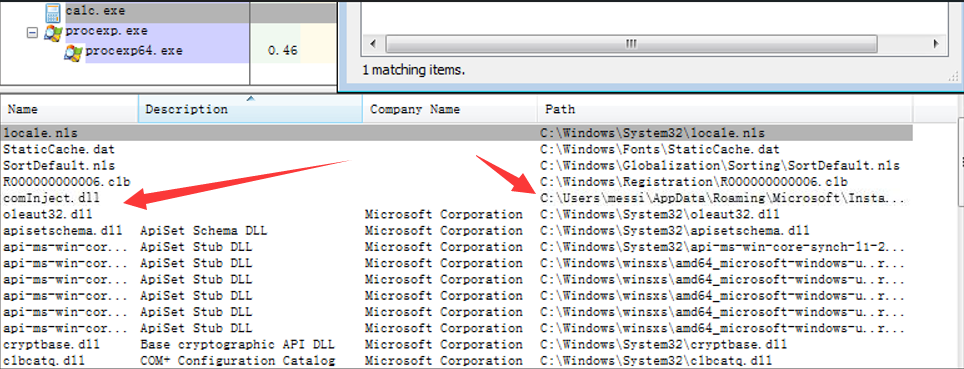 calc.exe
procexp.exe
procexp64.exe 0.46
1 matching items.
Name Description Company Name Path
locale.nls C:\Windows\System32\locale.nls
StaticCache.dat C:\Windows\Fonts\StaticCache.dat
SortDefault.nls C:\Windows\Globalization\Sorting\SortDefault.nls
R000000000006.clb C:\Windows\Registration\R000000000006.clb
comInject.dll C:\Users\messi\AppData\Roaming\Microsoft\Insta...
oleaut32.dll Microsoft Corporation C:\Windows\System32\oleaut32.dll
apisetschema.dll ApiSet Schema DLL Microsoft Corporation C:\Windows\System32\apisetschema.dll
api-ms-win-cor... ApiSet Stub DLL Microsoft Corporation C:\Windows\System32\api-ms-win-core-synch-l1-2...
api-ms-win-cor... ApiSet Stub DLL Microsoft Corporation C:\Windows\winsxs\amd64_microsoft-windows-u..r...
api-ms-win-cor... ApiSet Stub DLL Microsoft Corporation C:\Windows\winsxs\amd64_microsoft-windows-u..r...
api-ms-win-cor... ApiSet Stub DLL Microsoft Corporation C:\Windows\winsxs\amd64_microsoft-windows-u..r...
api-ms-win-cor... ApiSet Stub DLL Microsoft Corporation C:\Windows\winsxs\amd64_microsoft-windows-u..r...
api-ms-win-cor... ApiSet Stub DLL Microsoft Corporation C:\Windows\winsxs\amd64_microsoft-windows-u..r...
cryptbase.dll Base cryptographic API DLL Microsoft Corporation C:\Windows\System32\cryptbase.dll
clbcatq.dll COM+ Configuration Catalog Microsoft Corporation C:\Windows\System32\clbcatq.dll